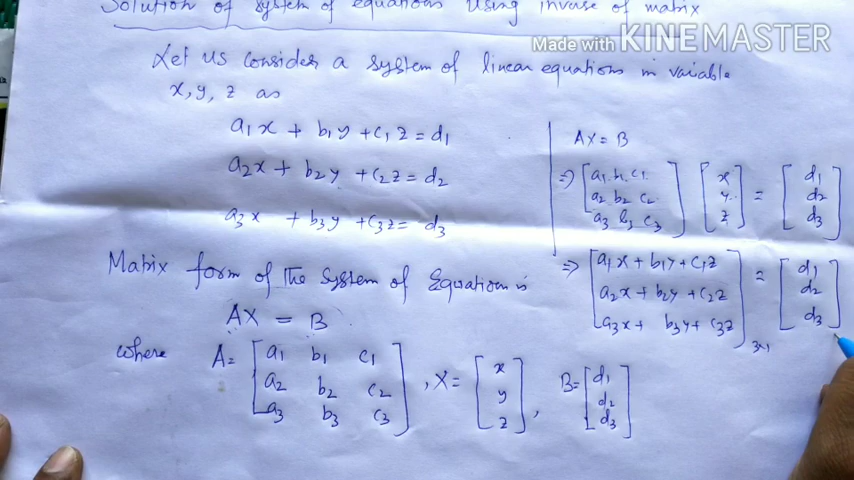 Solution of system of equations using inverse of matrix
Made with KINEMASTER
Let us consider a system of linear equations in variable
x, y, z as
a₁x + b₁y + c₁z = d₁
a₂x + b₂y + c₂z = d₂
a₃x + b₃y + c₃z = d₃
Matrix form of the system of Equation is
AX = B
where A = [a₁ b₁ c₁
a₂ b₂ c₂
a₃ b₃ c₃] , X = [x
y
z] , B = [d₁
d₂
d₃]
AX = B
⇒ [a₁ b₁ c₁ [x = [d₁
a₂ b₂ c₂ y d₂
a₃ b₃ c₃] z] d₃]
⇒ [a₁x + b₁y + c₁z = [d₁
a₂x + b₂y + c₂z d₂
a₃x + b₃y + c₃z]₃ₓ₁ d₃]